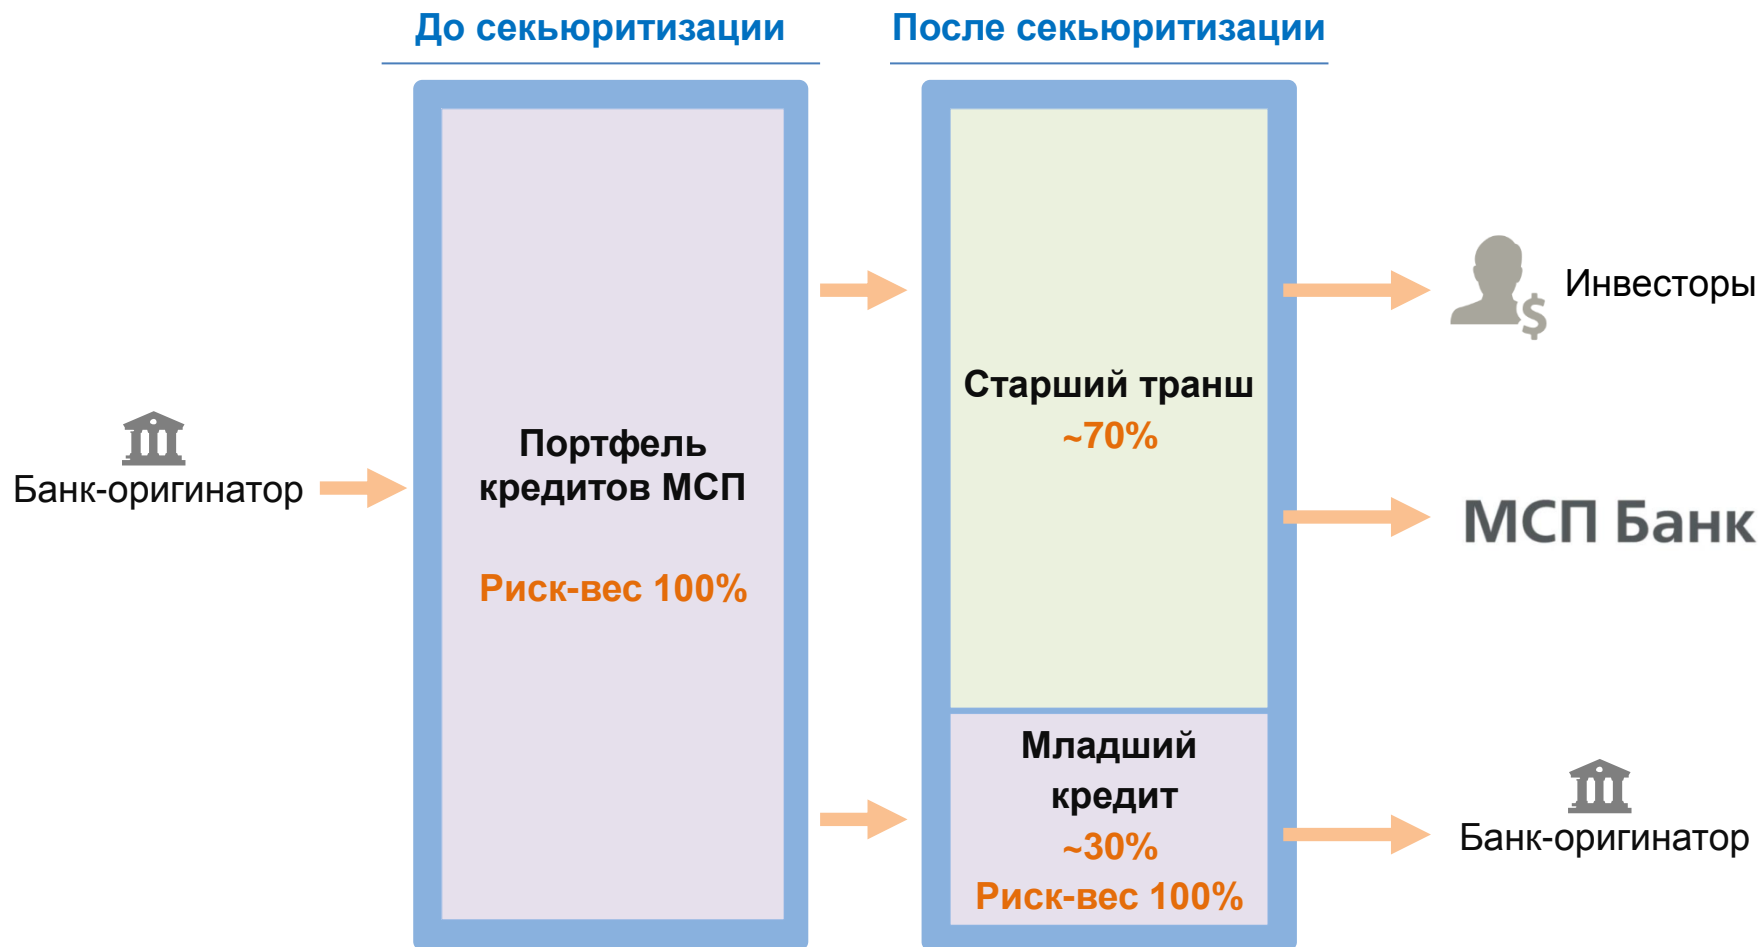 До секьюритизации
После секьюритизации
Банк-оригинатор
Портфель
кредитов МСП
Риск-вес 100%
Старший транш
~70%
Младший
кредит
~30%
Риск-вес 100%
$
Инвесторы
МСП Банк
Банк-оригинатор